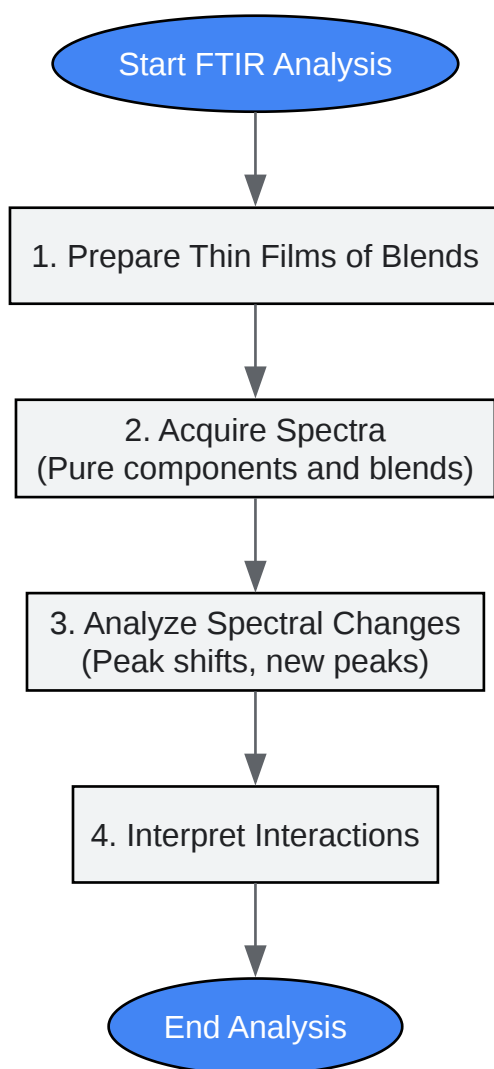 Start FTIR Analysis
1. Prepare Thin Films of Blends
2. Acquire Spectra
(Pure components and blends)
3. Analyze Spectral Changes
(Peak shifts, new peaks)
4. Interpret Interactions
End Analysis